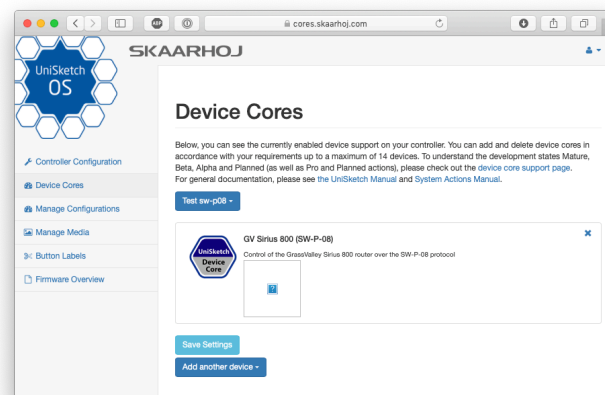 cores.skaarhoj.com
SKAARHOJ
UniSketch
OS
Device Cores
Below, you can see the currently enabled device support on your controller. You can add and delete device cores in
accordance with your requirements up to a maximum of 14 devices. To understand the development states Mature,
Beta, Alpha and Planned (as well as Pro and Planned actions), please check out the device core support page.
For general documentation, please see the UniSketch Manual and System Actions Manual.
Controller Configuration
Device Cores
Manage Configurations
Manage Media
Button Labels
Firmware Overview
Test sw-p08
UniSketch
Device
Core
GV Sirius 800 (SW-P-08)
Control of the GrassValley Sirius 800 router over the SW-P-08 protocol
?
Save Settings
Add another device